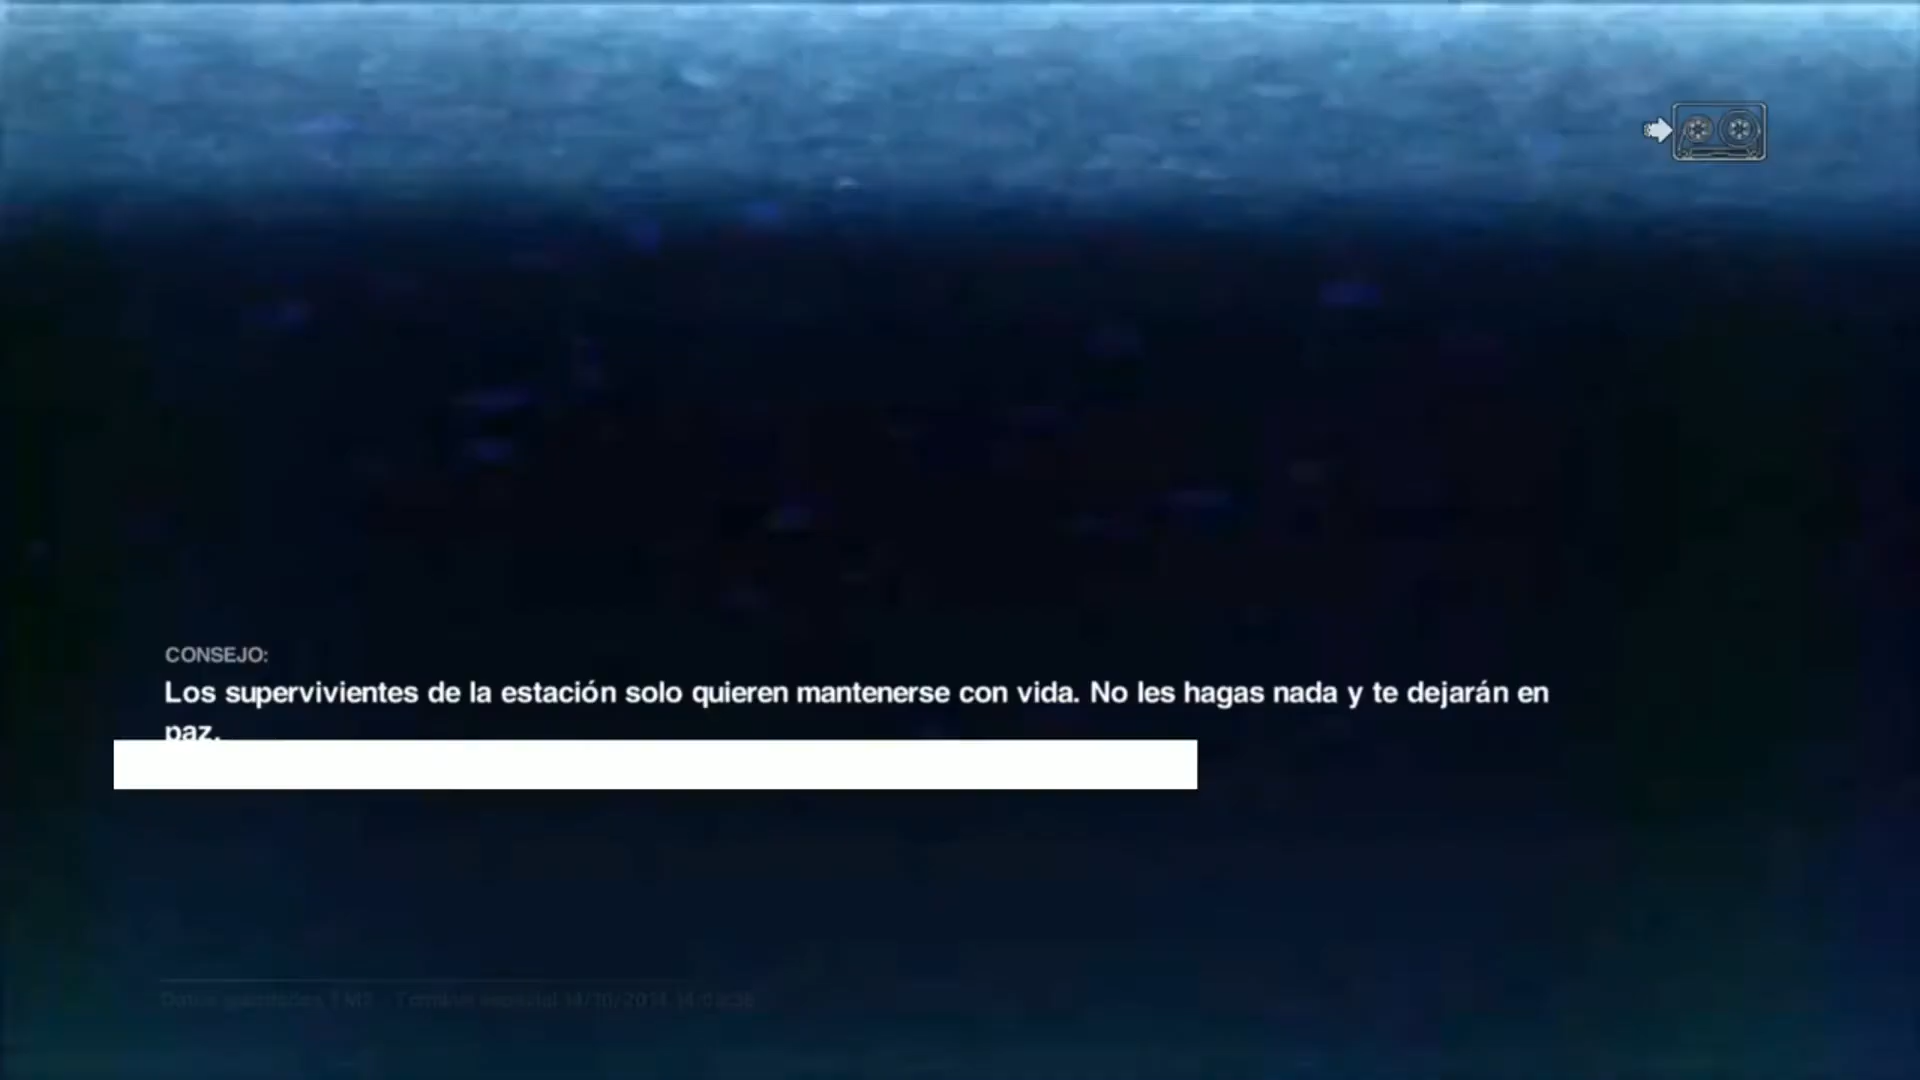 CONSEJO:
Los supervivientes de la estación solo quieren mantenerse con vida. No les hagas nada y te dejarán en
paz.